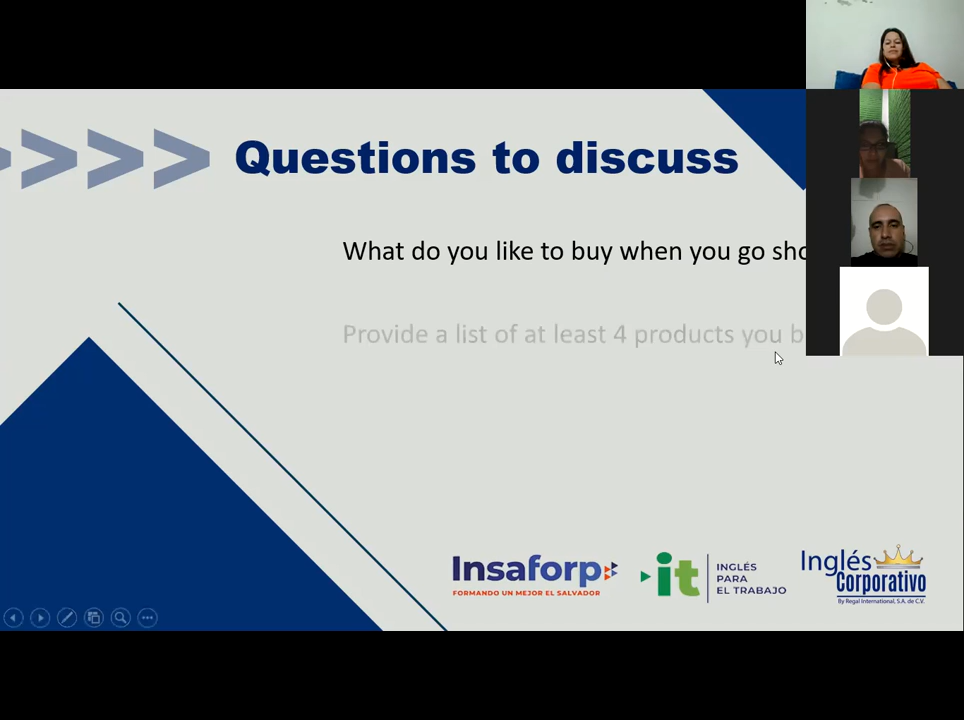 Questions to discuss
What do you like to buy when you go sho
Provide a list of at least 4 products you b
Insaforp
FORMANDO UN MEJOR EL SALVADOR
it
INGLÉS
PARA
EL TRABAJO
Inglés
Corporativo
By Regal International, S.A. de C.V.